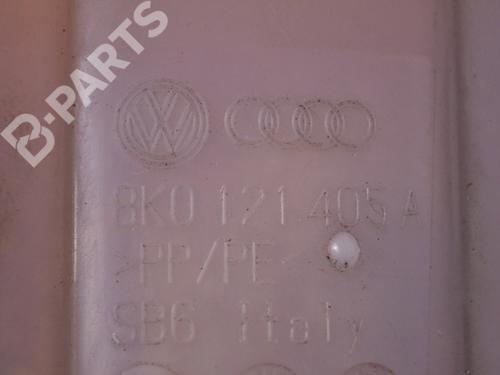 B-PARTS
8K0 121 405 A
>PP/PE<
SB6 Italy